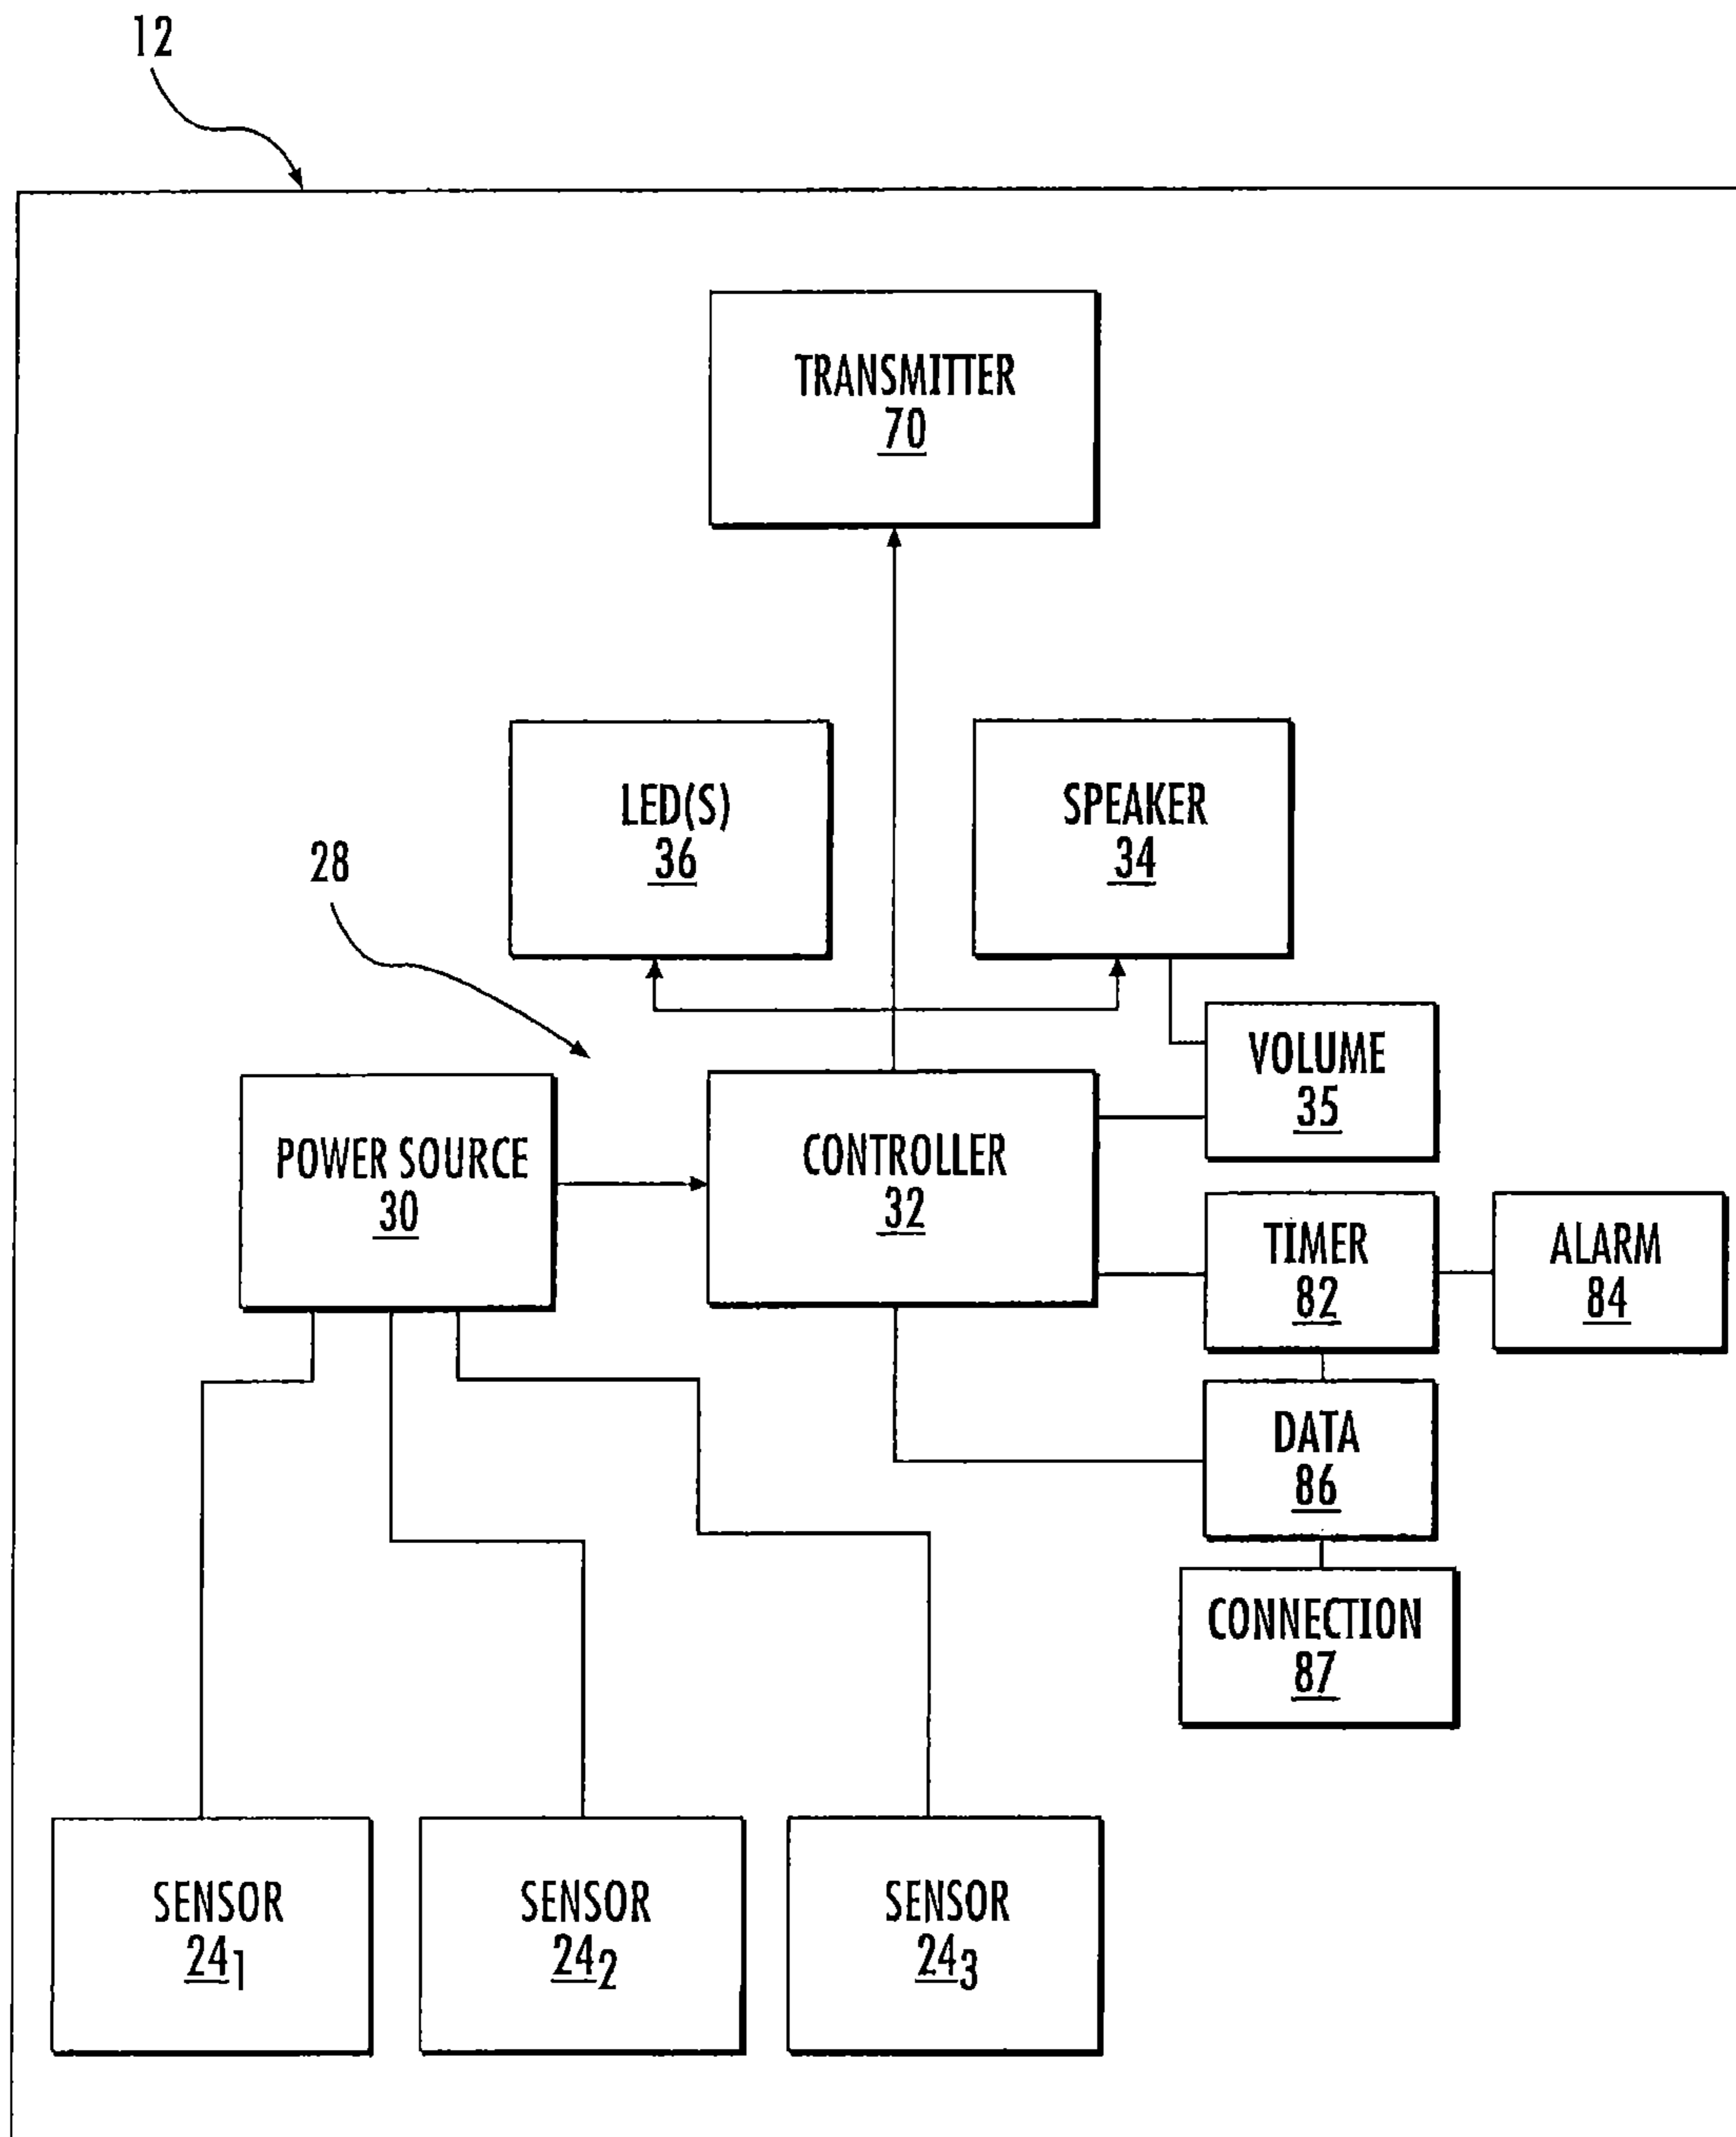 12
TRANSMITTER
70
LED(S)
36
SPEAKER
34
28
VOLUME
35
POWER SOURCE
30
CONTROLLER
32
TIMER
82
ALARM
84
DATA
86
CONNECTION
87
SENSOR
24₁
SENSOR
24₂
SENSOR
24₃